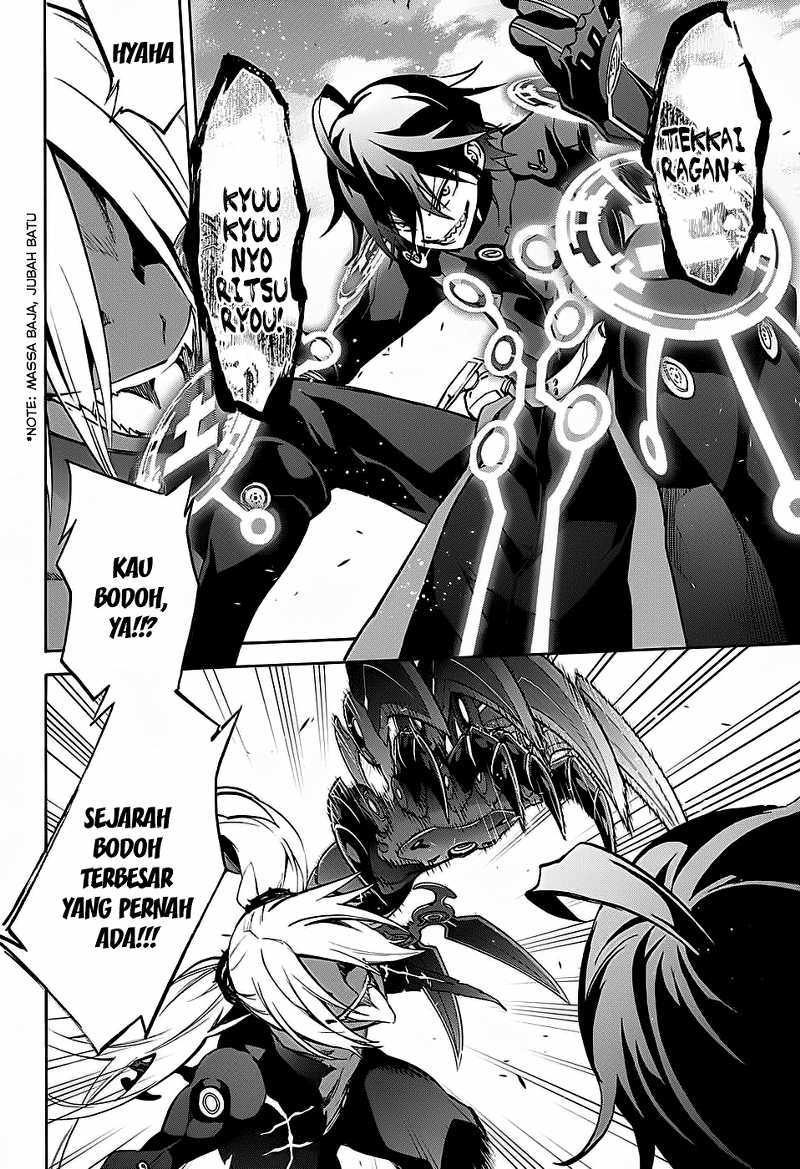 TEKKAI
RAGAN*
KYUU
KYUU
NYO
RITSU
RYOU!
HYAHA
*NOTE: MASSA BAJA, JUBAH BATU
KAU
BODOH,
YA!!?
SEJARAH
BODOH
TERBESAR
YANG PERNAH
ADA!!!